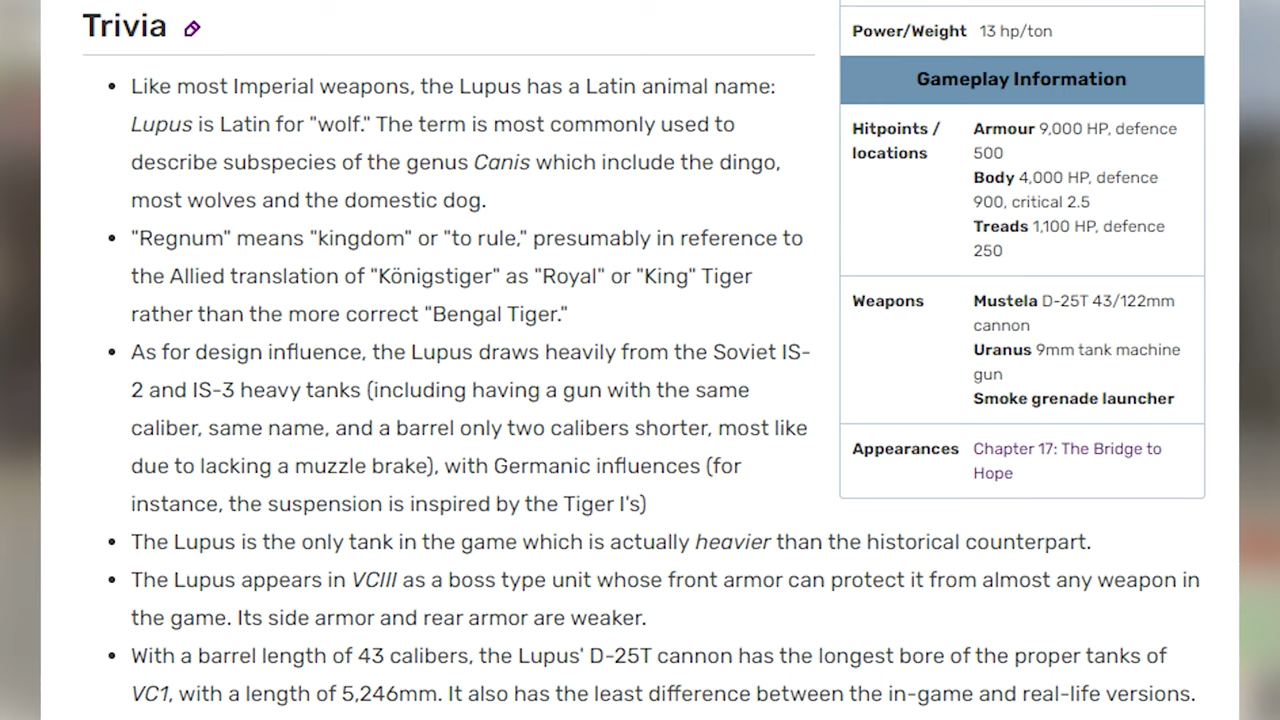 Trivia
Like most Imperial weapons, the Lupus has a Latin animal name:
Lupus is Latin for "wolf." The term is most commonly used to
describe subspecies of the genus Canis which include the dingo,
most wolves and the domestic dog.
"Regnum" means "kingdom" or "to rule," presumably in reference to
the Allied translation of "Königstiger" as "Royal" or "King" Tiger
rather than the more correct "Bengal Tiger."
As for design influence, the Lupus draws heavily from the Soviet IS-
2 and IS-3 heavy tanks (including having a gun with the same
caliber, same name, and a barrel only two calibers shorter, most like
due to lacking a muzzle brake), with Germanic influences (for
instance, the suspension is inspired by the Tiger I's)
The Lupus is the only tank in the game which is actually heavier than the historical counterpart.
The Lupus appears in VCIII as a boss type unit whose front armor can protect it from almost any weapon in
the game. Its side armor and rear armor are weaker.
With a barrel length of 43 calibers, the Lupus' D-25T cannon has the longest bore of the proper tanks of
VC1, with a length of 5,246mm. It also has the least difference between the in-game and real-life versions.
Power/Weight 13 hp/ton
Gameplay Information
Hitpoints / Armour 9,000 HP, defence
locations 500
Body 4,000 HP, defence
900, critical 2.5
Treads 1,100 HP, defence
250
Weapons Mustela D-25T 43/122mm
cannon
Uranus 9mm tank machine
gun
Smoke grenade launcher
Appearances Chapter 17: The Bridge to
Hope